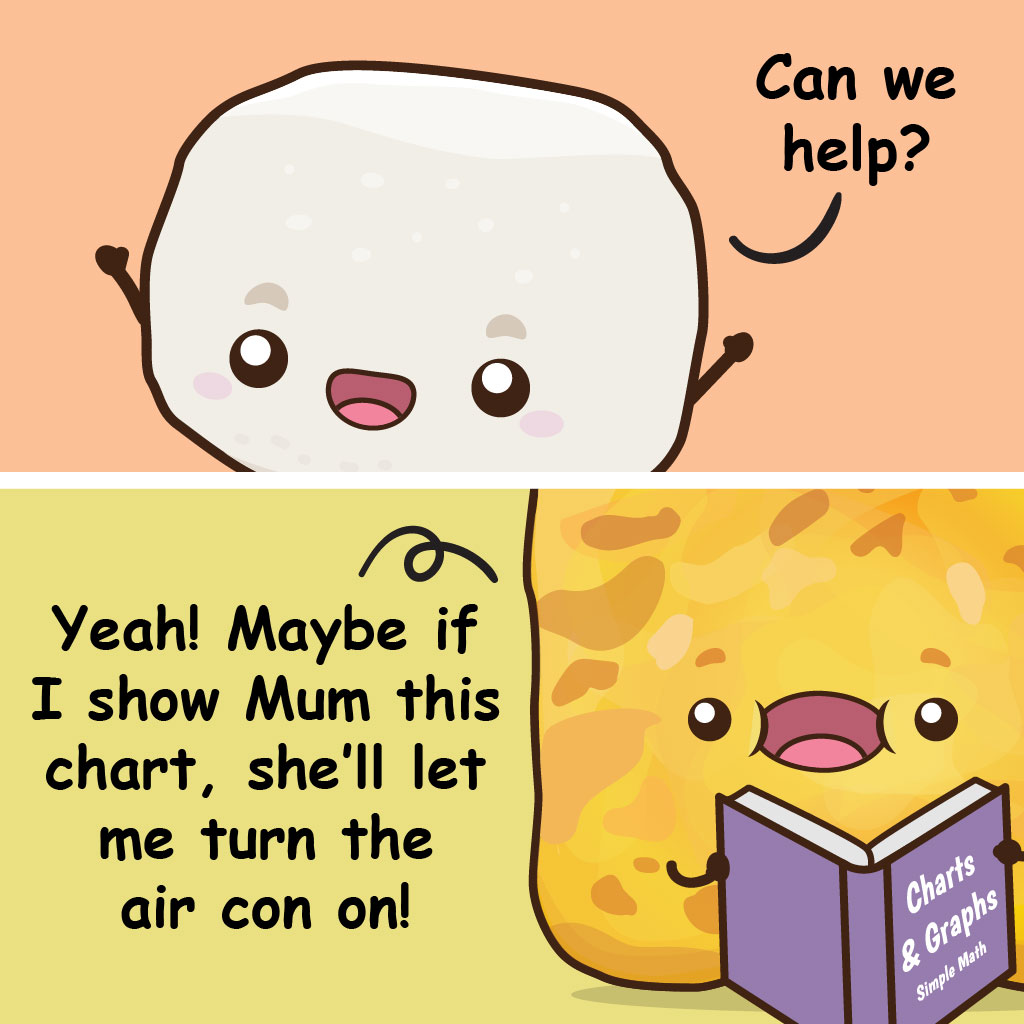 Can we
help?
Yeah! Maybe if
I show Mum this
chart, she'll let
me turn the
air con on!
Charts
& Graphs
Simple Math